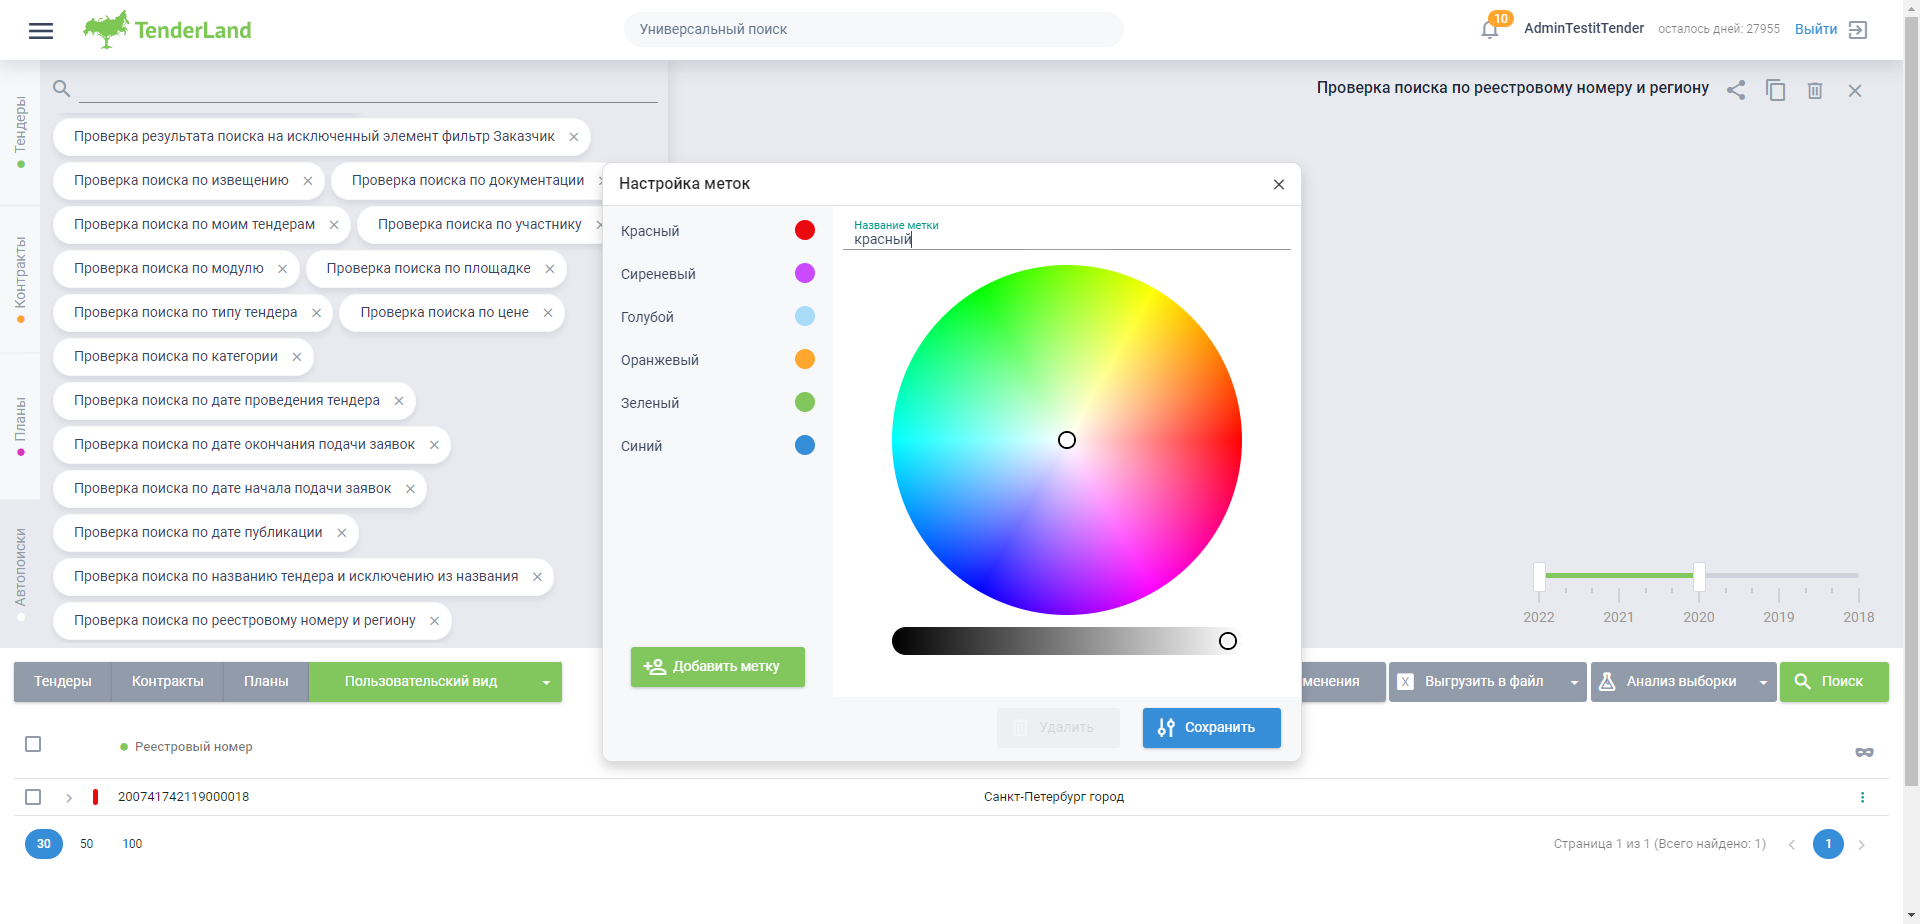 TenderLand
Универсальный поиск
10
AdminTestitTender
осталось дней: 27955
Выйти
Тендеры
Контракты
Планы
Автопоиски
Проверка поиска по реестровому номеру и региону
Проверка результата поиска на исключенный элемент фильтр Заказчик
Проверка поиска по извещению
Проверка поиска по документации
Проверка поиска по моим тендерам
Проверка поиска по участнику
Проверка поиска по модулю
Проверка поиска по площадке
Проверка поиска по типу тендера
Проверка поиска по цене
Проверка поиска по категории
Проверка поиска по дате проведения тендера
Проверка поиска по дате окончания подачи заявок
Проверка поиска по дате начала подачи заявок
Проверка поиска по дате публикации
Проверка поиска по названию тендера и исключению из названия
Проверка поиска по реестровому номеру и региону
Настройка меток
Красный
Сиреневый
Голубой
Оранжевый
Зеленый
Синий
Добавить метку
Название метки
красный
Удалить
Сохранить
2022
2021
2020
2019
2018
Тендеры
Контракты
Планы
Пользовательский вид
менения
X
Выгрузить в файл
Анализ выборки
Поиск
Реестровый номер
200741742119000018
Санкт-Петербург город
30
50
100
Страница 1 из 1 (Всего найдено: 1)
1